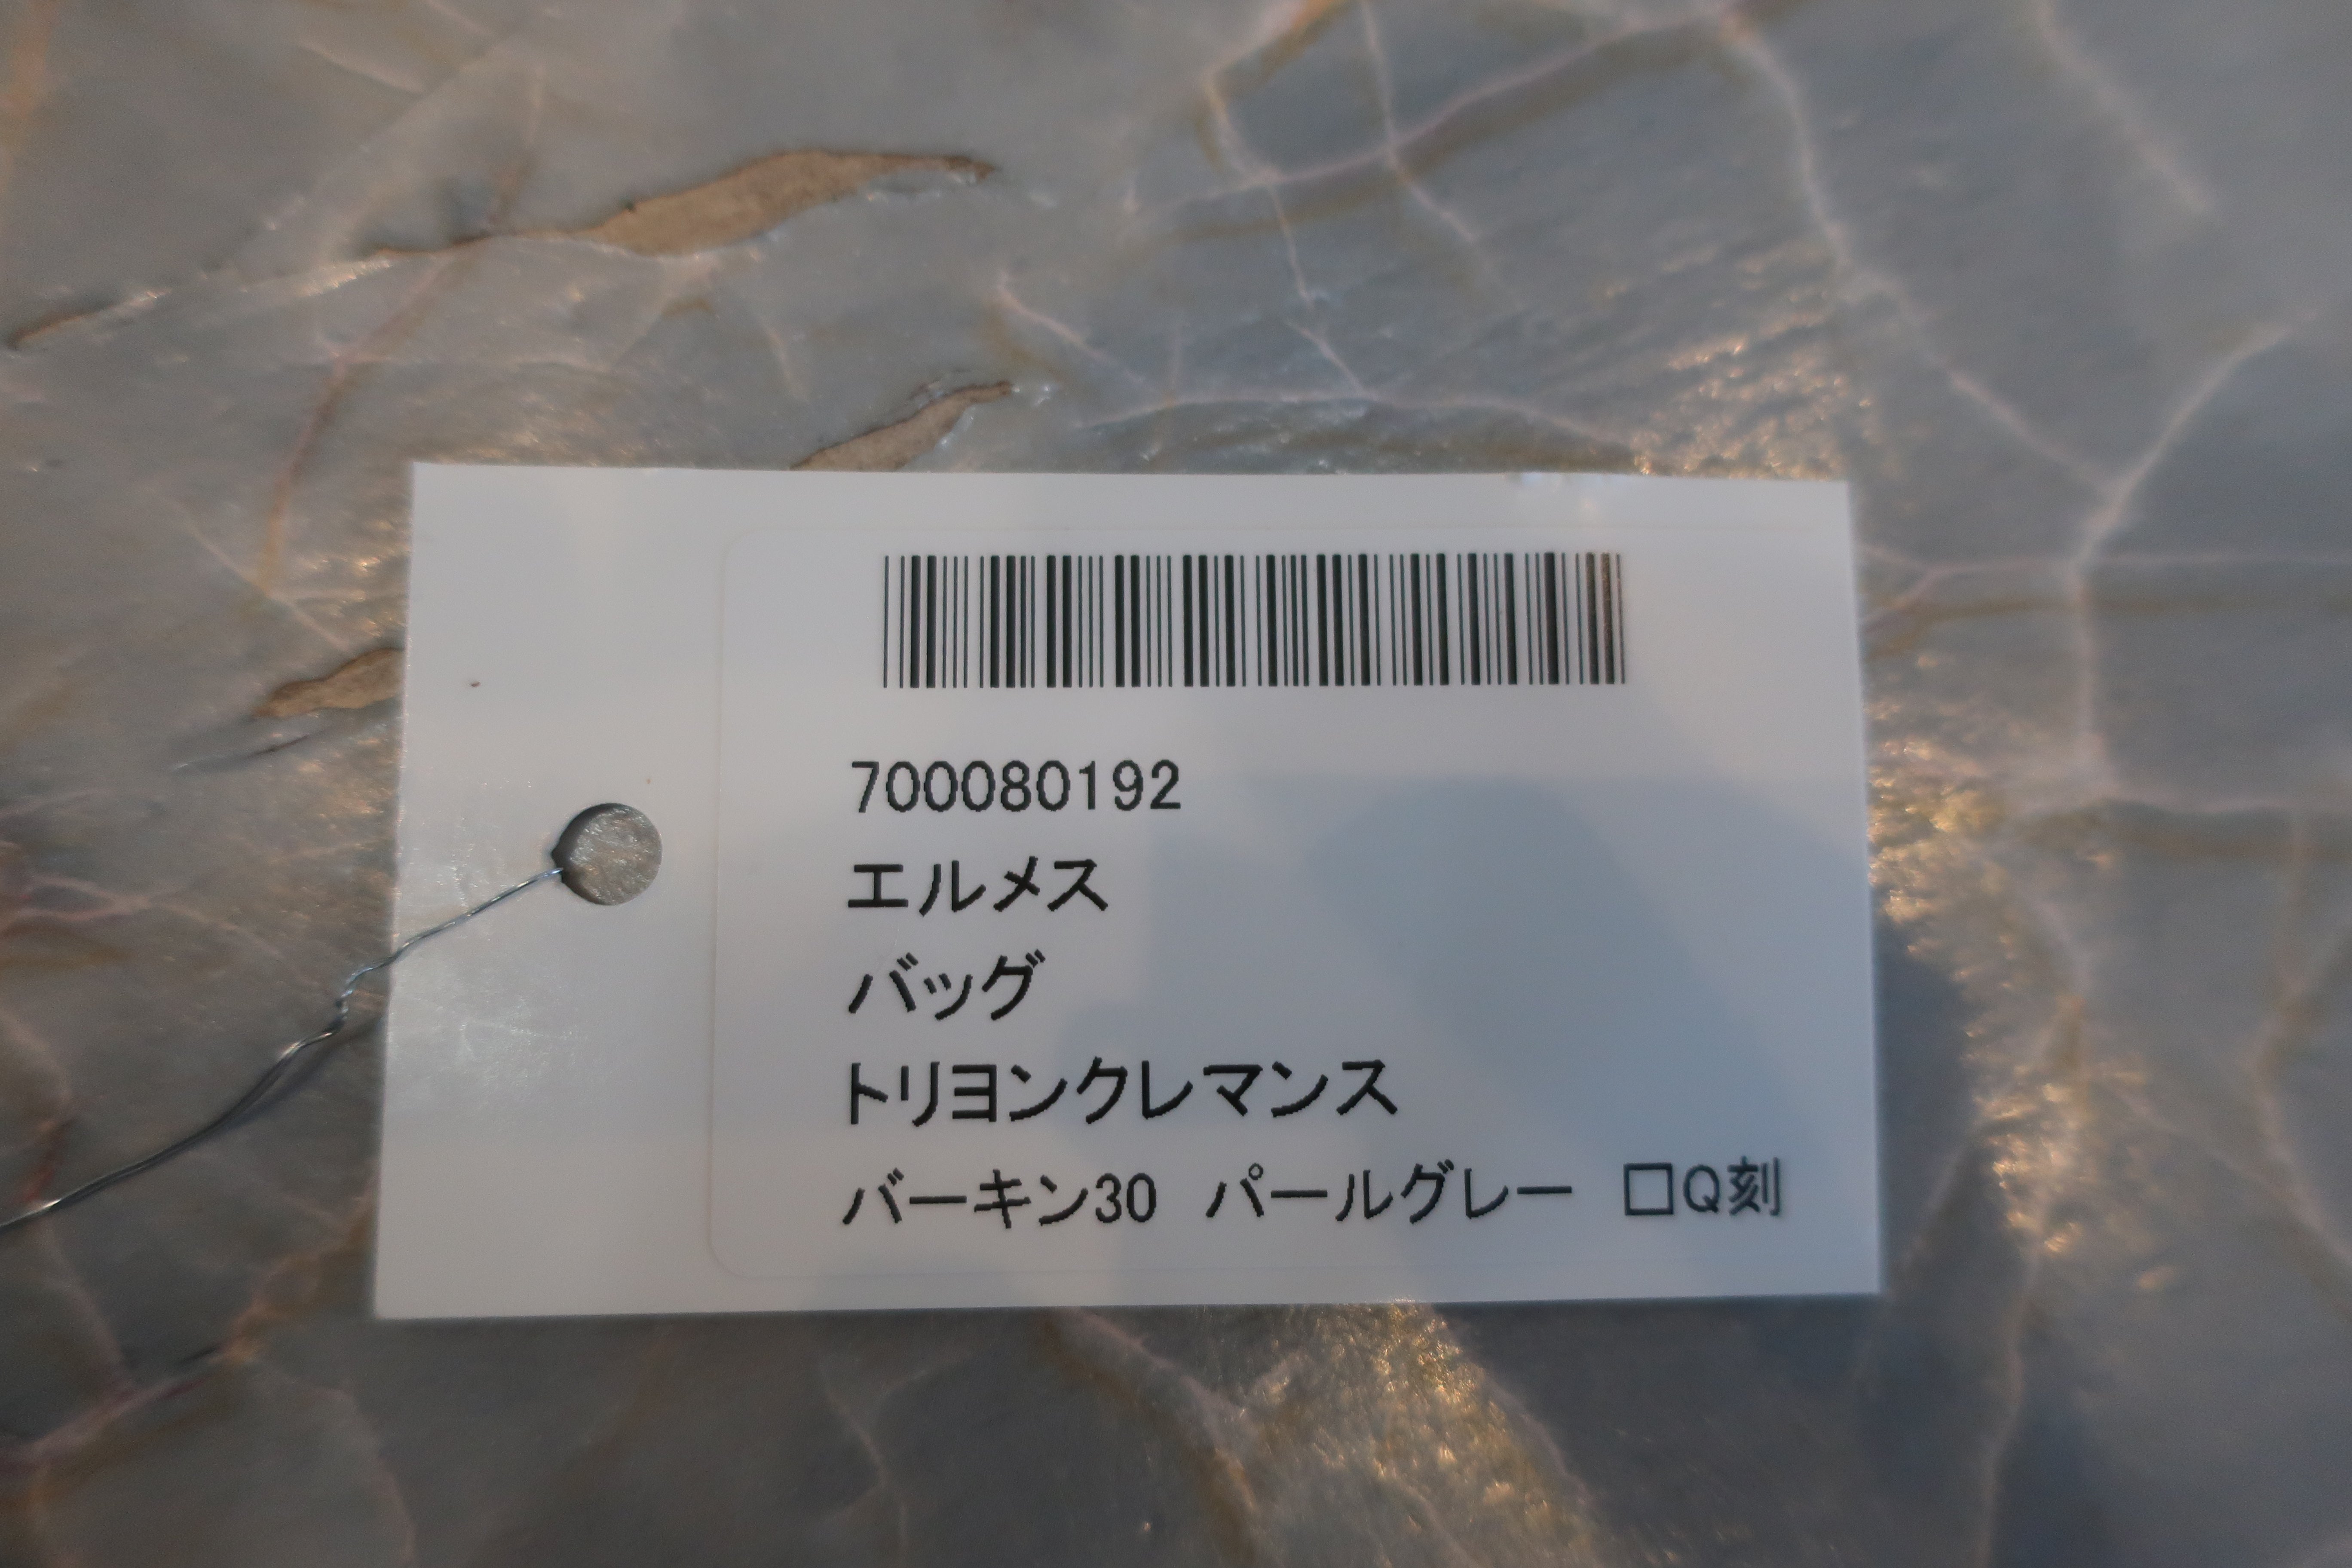 700080192
エルメス
バッグ
トリヨンクレマンス
バーキン30 パールグレー □Q刻